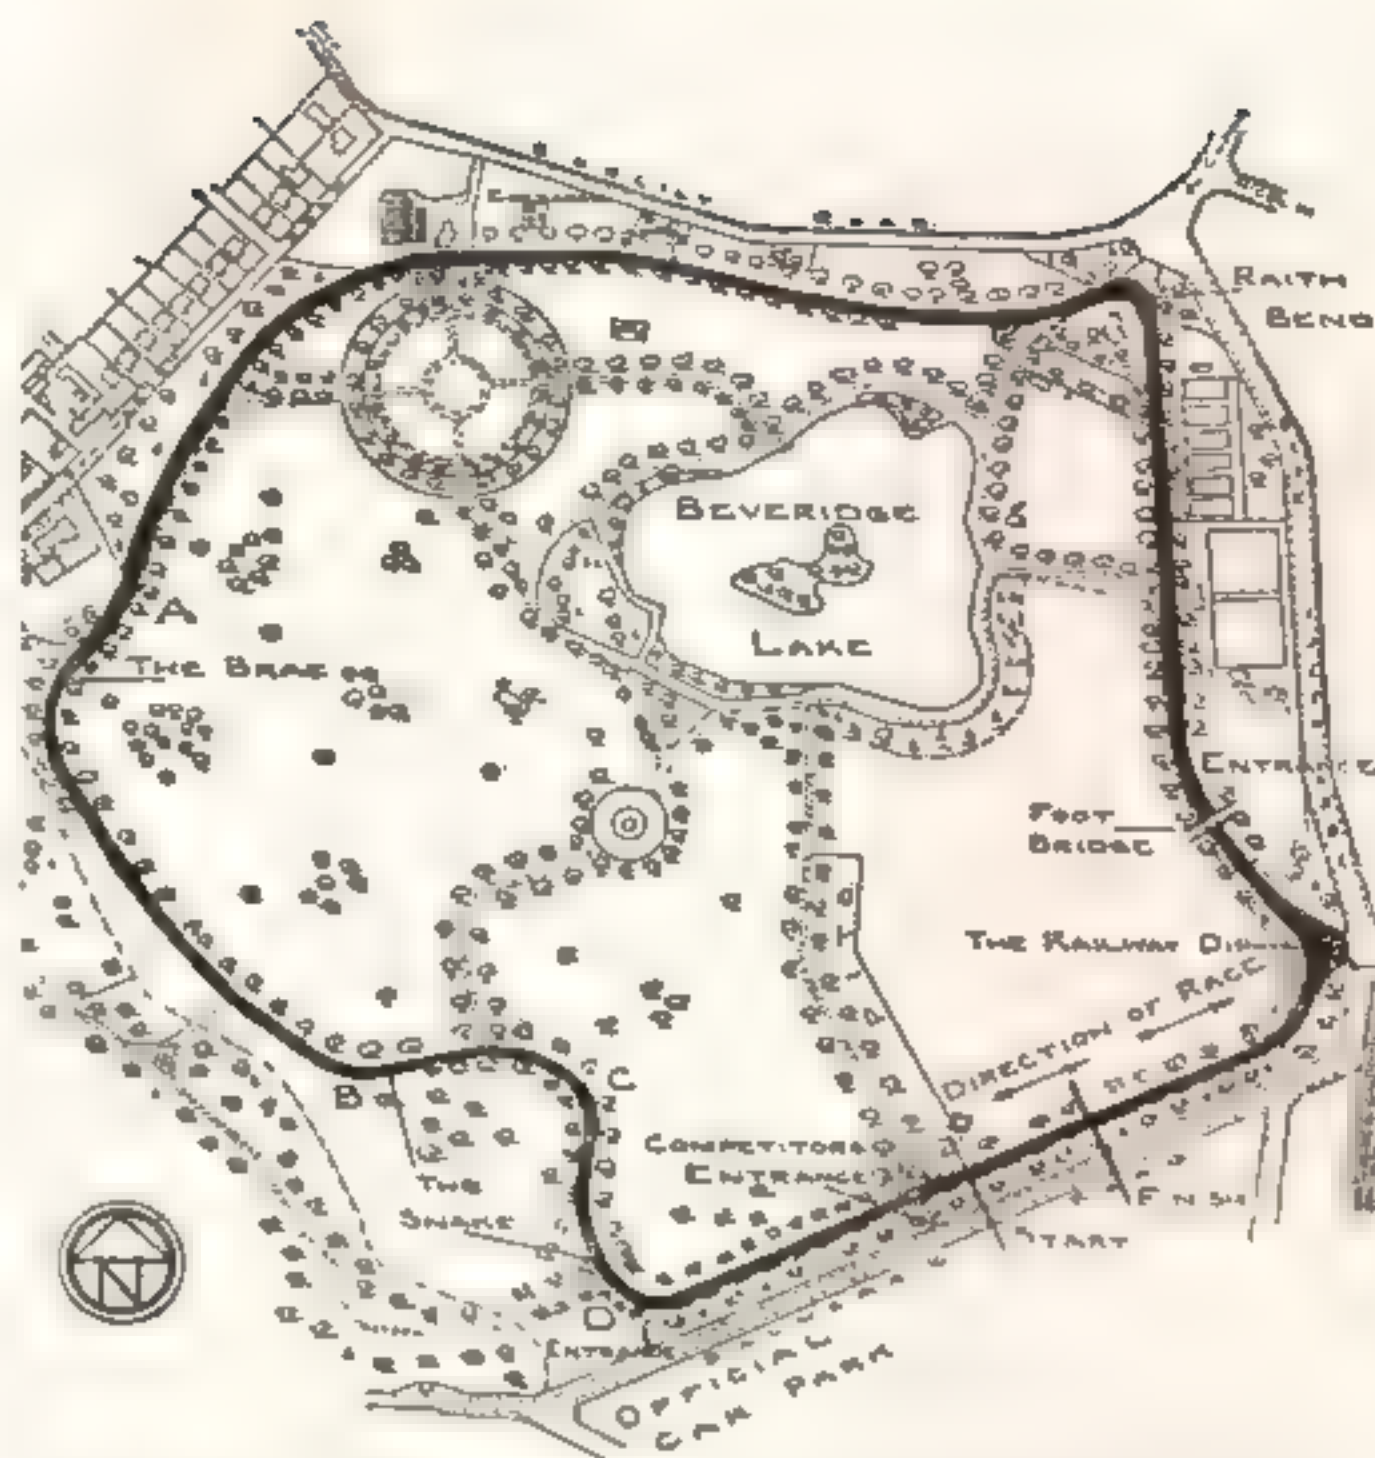 RAITH
BEND
BEVERIDGE
LAKE
A
THE BRAE
ENTRANCE
FOOT
BRIDGE
THE RAILWAY DIP
DIRECTION OF RACE
B
C
THE
SNAKE
COMPETITORS
ENTRANCE
FINISH
START
N
D
ENTRANCE
OFFICIAL
CAR PARK